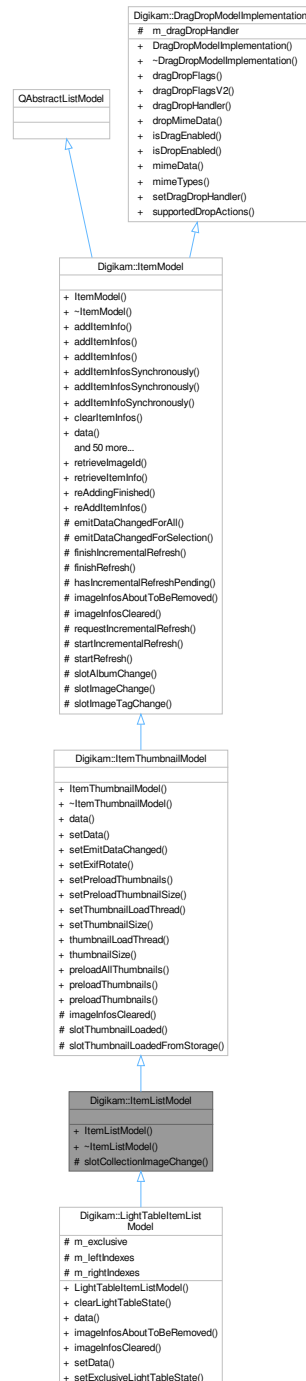 Digikam::DragDropModelImplementation
# m_dragDropHandler
+ DragDropModelImplementation()
+ ~DragDropModelImplementation()
+ dragDropFlags()
+ dragDropFlagsV2()
+ dragDropHandler()
+ dropMimeData()
+ isDragEnabled()
+ isDropEnabled()
+ mimeData()
+ mimeTypes()
+ setDragDropHandler()
+ supportedDropActions()
QAbstractListModel
Digikam::ItemModel
+ ItemModel()
+ ~ItemModel()
+ addItemInfo()
+ addItemInfos()
+ addItemInfos()
+ addItemInfosSynchronously()
+ addItemInfosSynchronously()
+ addItemInfoSynchronously()
+ clearItemInfos()
+ data()
and 50 more...
+ retrieveImageId()
+ retrieveItemInfo()
+ reAddingFinished()
+ reAddItemInfos()
# emitDataChangedForAll()
# emitDataChangedForSelection()
# finishIncrementalRefresh()
# finishRefresh()
# hasIncrementalRefreshPending()
# imageInfosAboutToBeRemoved()
# imageInfosCleared()
# requestIncrementalRefresh()
# startIncrementalRefresh()
# startRefresh()
# slotAlbumChange()
# slotImageChange()
# slotImageTagChange()
Digikam::ItemThumbnailModel
+ ItemThumbnailModel()
+ ~ItemThumbnailModel()
+ data()
+ setData()
+ setEmitDataChanged()
+ setExifRotate()
+ setPreloadThumbnails()
+ setPreloadThumbnailSize()
+ setThumbnailLoadThread()
+ setThumbnailSize()
+ thumbnailLoadThread()
+ thumbnailSize()
+ preloadAllThumbnails()
+ preloadThumbnails()
+ preloadThumbnails()
# imageInfosCleared()
# slotThumbnailLoaded()
# slotThumbnailLoadedFromStorage()
Digikam::ItemListModel
+ ItemListModel()
+ ~ItemListModel()
# slotCollectionImageChange()
Digikam::LightTableItemList
Model
# m_exclusive
# m_leftIndexes
# m_rightIndexes
+ LightTableItemListModel()
+ clearLightTableState()
+ data()
+ imageInfosAboutToBeRemoved()
+ imageInfosCleared()
+ setData()
+ setExclusiveLightTableState()